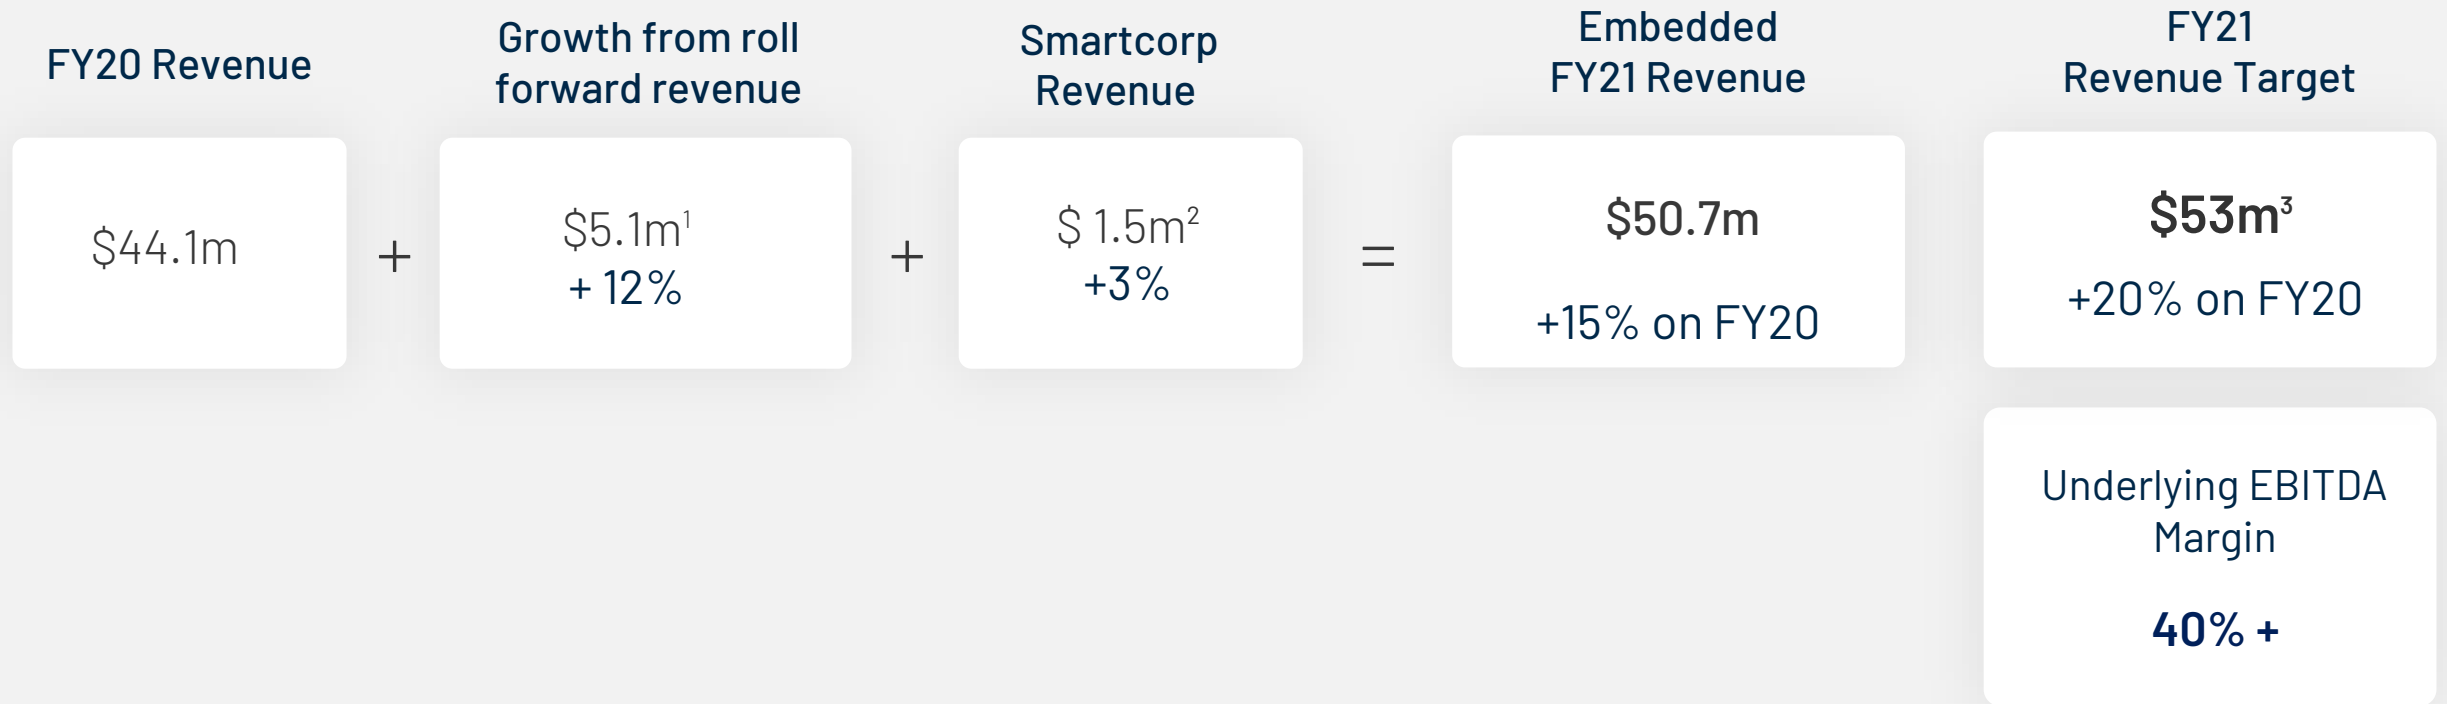 FY20 Revenue
$44.1m
+
Growth from roll
forward revenue
$5.1m¹
+ 12%
+
Smartcorp
Revenue
$ 1.5m²
+3%
=
Embedded
FY21 Revenue
$50.7m
+15% on FY20
FY21
Revenue Target
$53m³
+20% on FY20
Underlying EBITDA
Margin
40% +